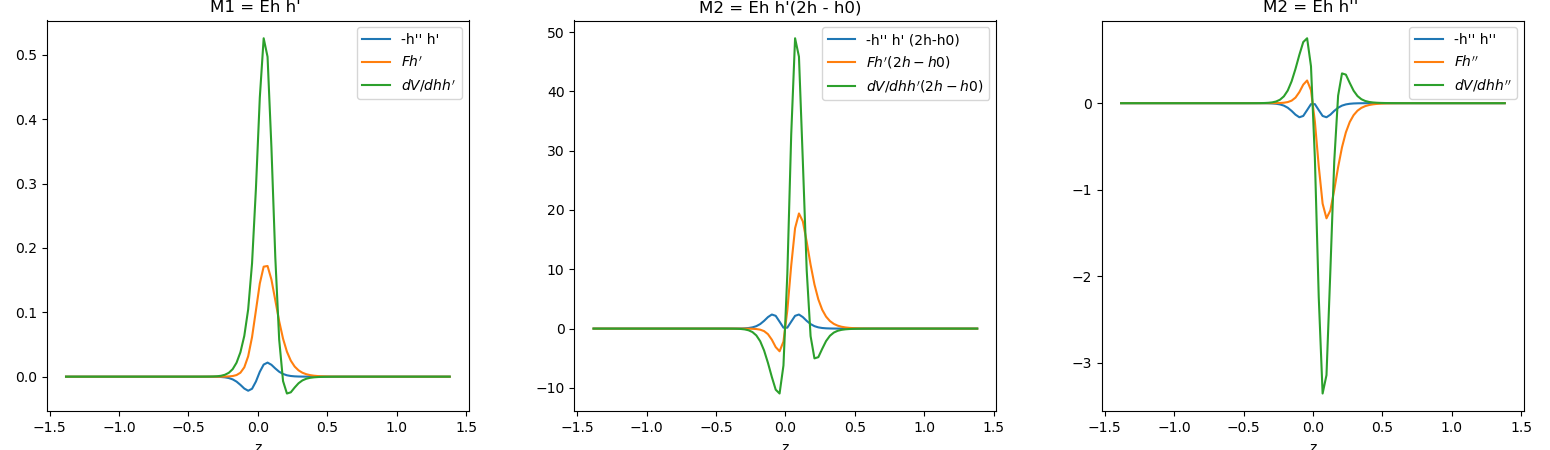 M1 = Eh h'
0.5
0.4
0.3
0.2
0.1
0.0
−1.5 −1.0 −0.5 0.0 0.5 1.0 1.5
z
-h'' h'
Fh′
dV/dhh′
M2 = Eh h'(2h - h0)
50
40
30
20
10
0
−10
−1.5 −1.0 −0.5 0.0 0.5 1.0 1.5
z
-h'' h' (2h-h0)
Fh′(2h − h0)
dV/dhh′(2h − h0)
M2 = Eh h''
0
−1
−2
−3
−1.5 −1.0 −0.5 0.0 0.5 1.0 1.5
z
-h'' h''
Fh′′
dV/dhh′′